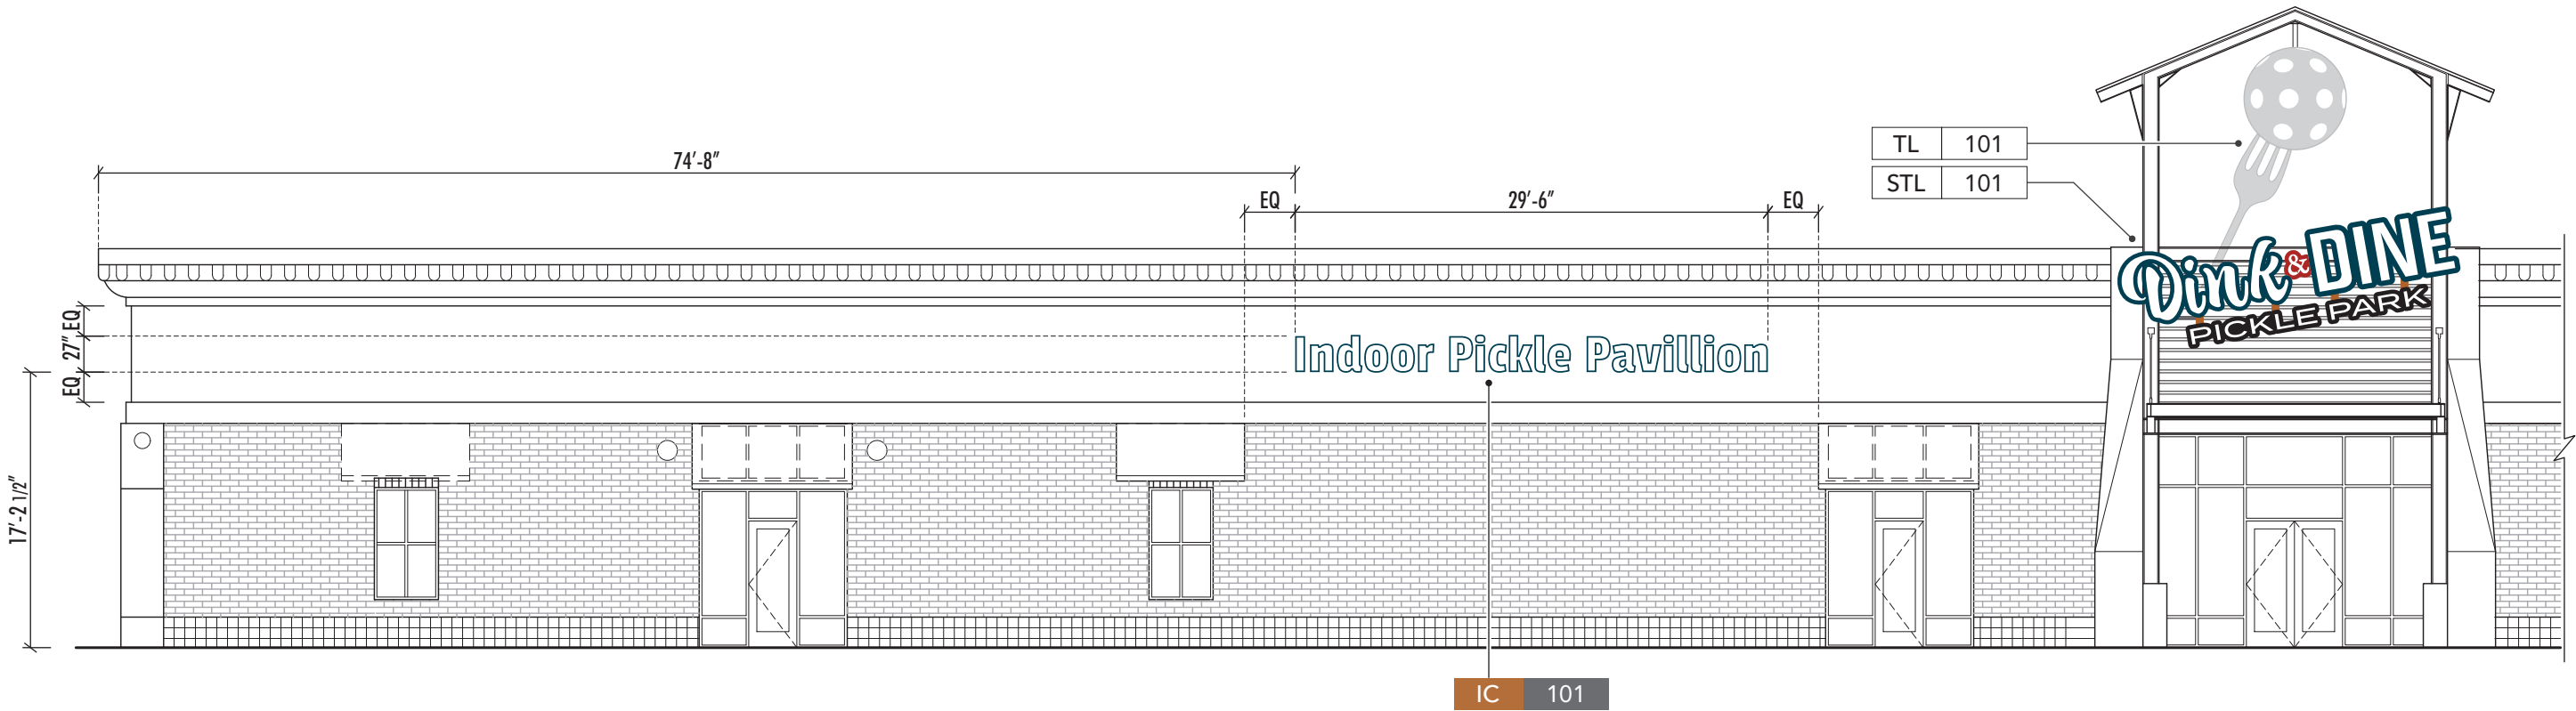 74'-8"
TL 101
STL 101
EQ 29'-6" EQ
Dink & DINE
PICKLE PARK
EQ
27"
EQ
Indoor Pickle Pavillion
17'-2 1/2"
IC 101